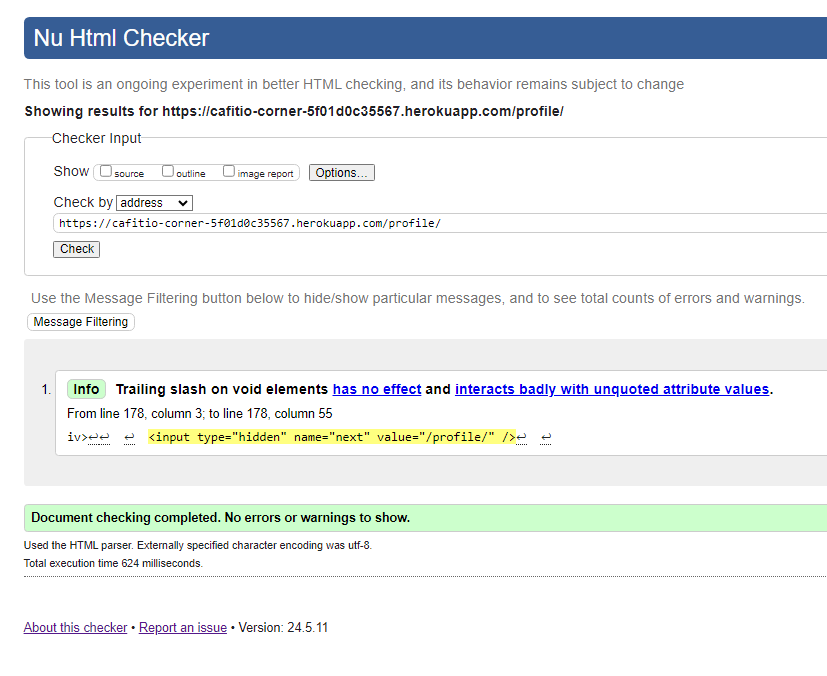 Nu Html Checker
This tool is an ongoing experiment in better HTML checking, and its behavior remains subject to change
Showing results for https://cafitio-corner-5f01d0c35567.herokuapp.com/profile/
Checker Input
Show source outline image report Options...
Check by address
https://cafitio-corner-5f01d0c35567.herokuapp.com/profile/
Check
Use the Message Filtering button below to hide/show particular messages, and to see total counts of errors and warnings.
Message Filtering
1. Info Trailing slash on void elements has no effect and interacts badly with unquoted attribute values.
From line 178, column 3; to line 178, column 55
iv>↩↩ ↩ <input type="hidden" name="next" value="/profile/" />↩ ↩
Document checking completed. No errors or warnings to show.
Used the HTML parser. Externally specified character encoding was utf-8.
Total execution time 624 milliseconds.
About this checker • Report an issue • Version: 24.5.11